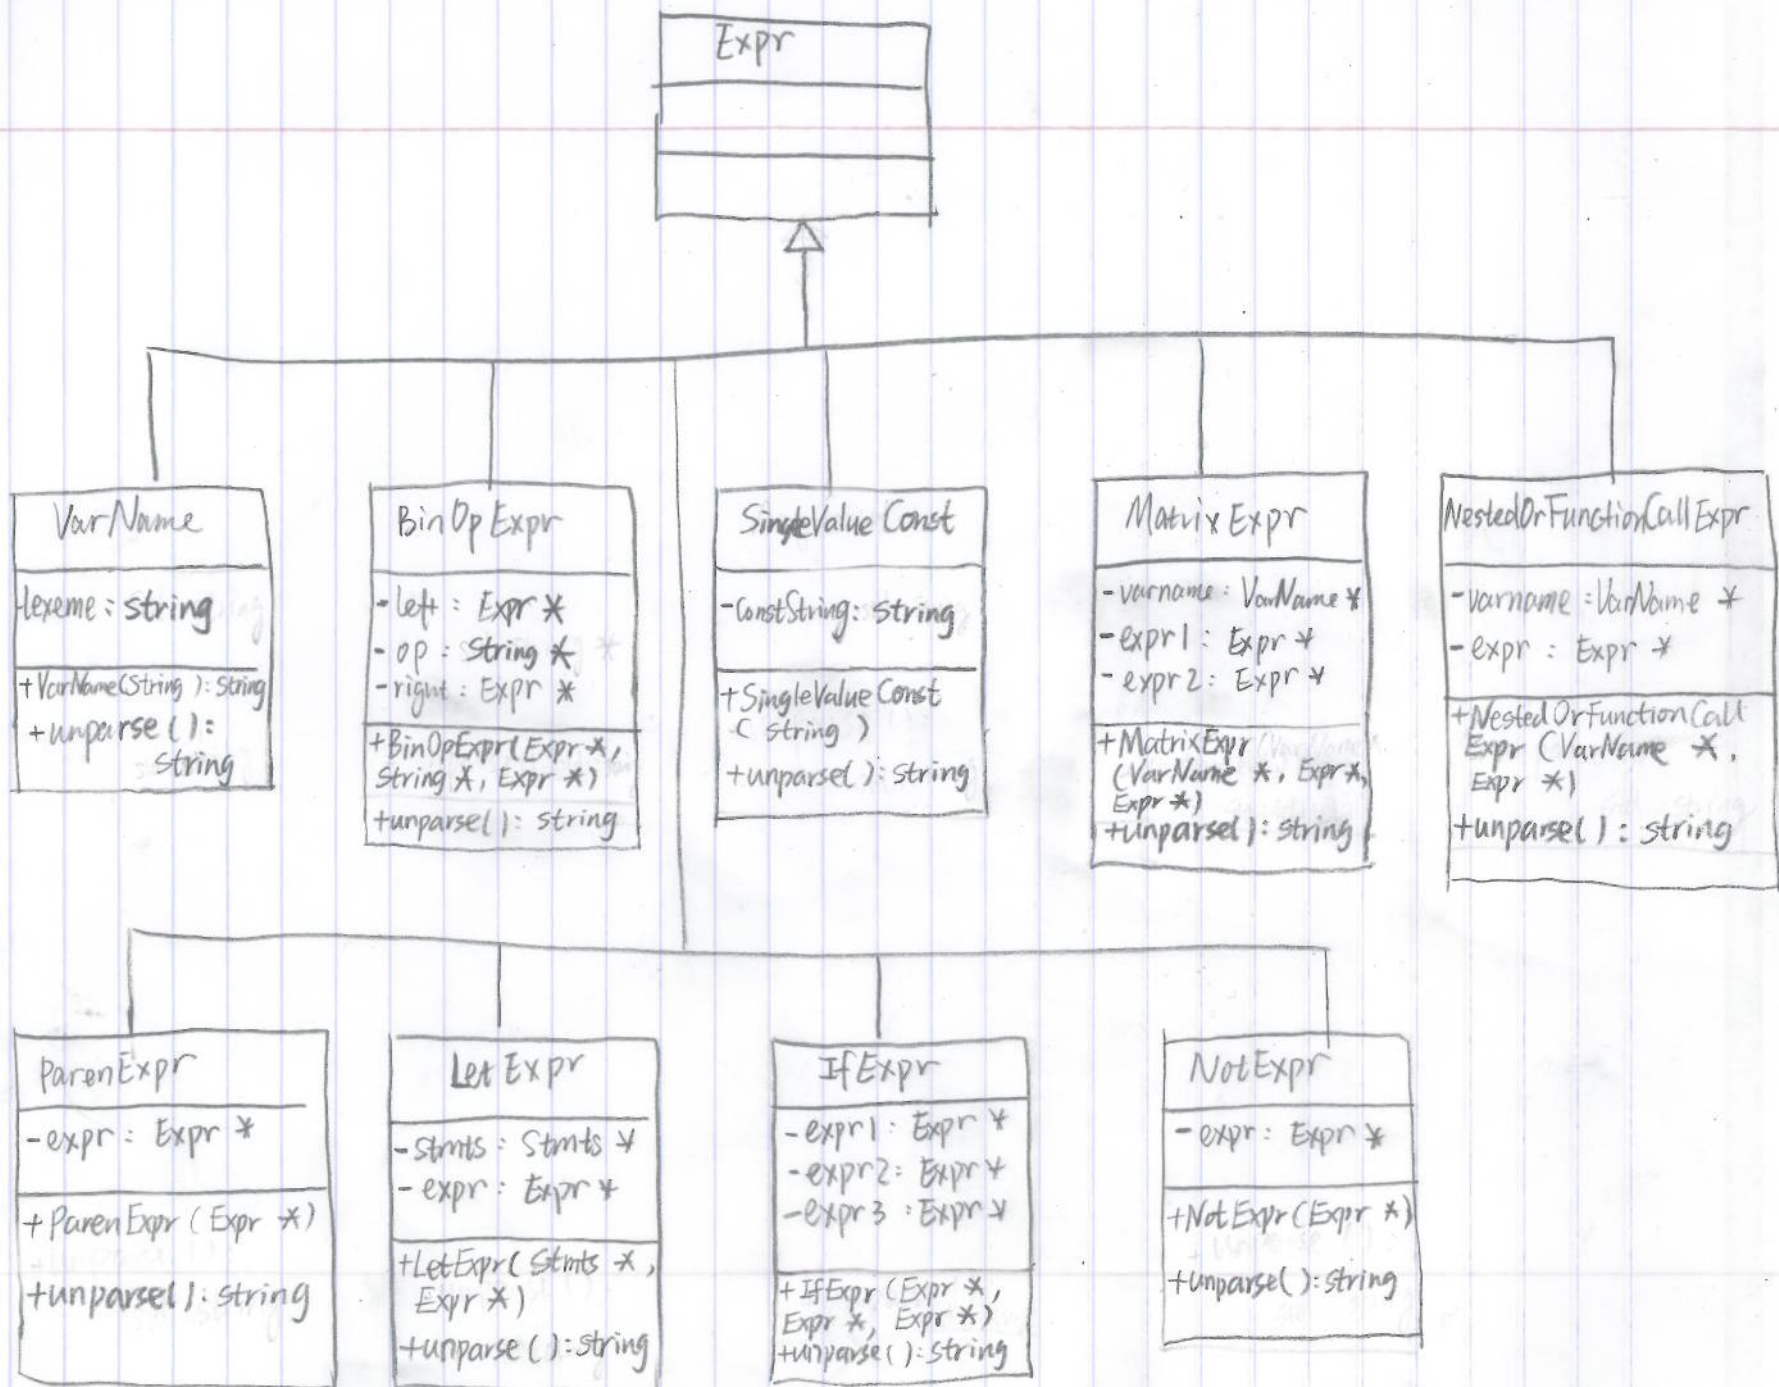 Expr
VarName
-lexeme: string
+VarName(String): String
+unparse():
string
BinOpExpr
-left: Expr *
-op: String *
-right: Expr *
+BinOpExpr(Expr *,
String *, Expr *)
+unparse(): string
SingleValueConst
-ConstString: string
+SingleValueConst
(string)
+unparse(): string
MatrixExpr
-varname: VarName *
-expr1: Expr *
-expr2: Expr *
+MatrixExpr
(VarName *, Expr *,
Expr *)
+unparse(): string
NestedOrFunctionCallExpr
-varname: VarName *
-expr: Expr *
+NestedOrFunctionCall
Expr (VarName *,
Expr *)
+unparse(): string
ParenExpr
-expr: Expr *
+ParenExpr(Expr *)
+unparse(): string
LetExpr
-stmts: Stmts *
-expr: Expr *
+LetExpr(Stmts *,
Expr *)
+unparse(): string
IfExpr
-expr1: Expr *
-expr2: Expr *
-expr3: Expr *
+IfExpr(Expr *,
Expr *, Expr *)
+unparse(): string
NotExpr
-expr: Expr *
+NotExpr(Expr *)
+unparse(): string